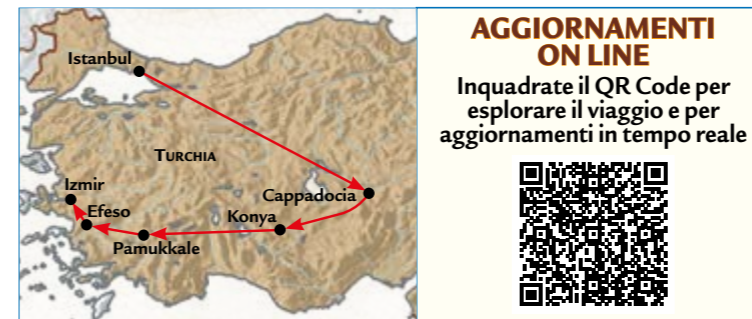 Istanbul
TURCHIA
Izmir
Efeso
Pamukkale
Konya
Cappadocia
AGGIORNAMENTI
ON LINE
Inquadrate il QR Code per
esplorare il viaggio e per
aggiornamenti in tempo reale